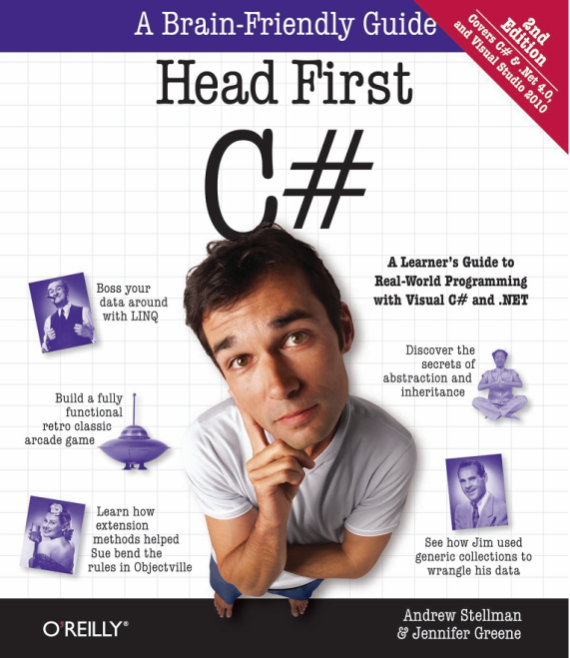 A Brain-Friendly Guide
2nd
Edition
Covers C# & .Net 4.0,
and Visual Studio 2010
Head First
C#
A Learner's Guide to
Real-World Programming
with Visual C# and .NET
Boss your
data around
with LINQ
Discover the
secrets of
abstraction and
inheritance
Build a fully
functional
retro classic
arcade game
Learn how
extension
methods helped
Sue bend the
rules in Objectville
See how Jim used
generic collections to
wrangle his data
O'REILLY®
Andrew Stellman
& Jennifer Greene